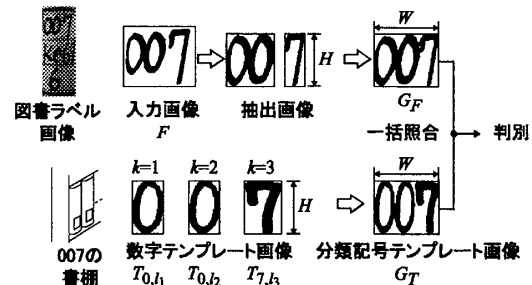 007
007 00 7 H W 007
図書ラベル画像 入力画像 F 抽出画像 G_F
一括照合 判別
k=1 k=2 k=3 W
0 0 7 H 007
007の書棚 数字テンプレート画像 分類記号テンプレート画像
T_{0,l_1} T_{0,l_2} T_{7,l_3} G_T